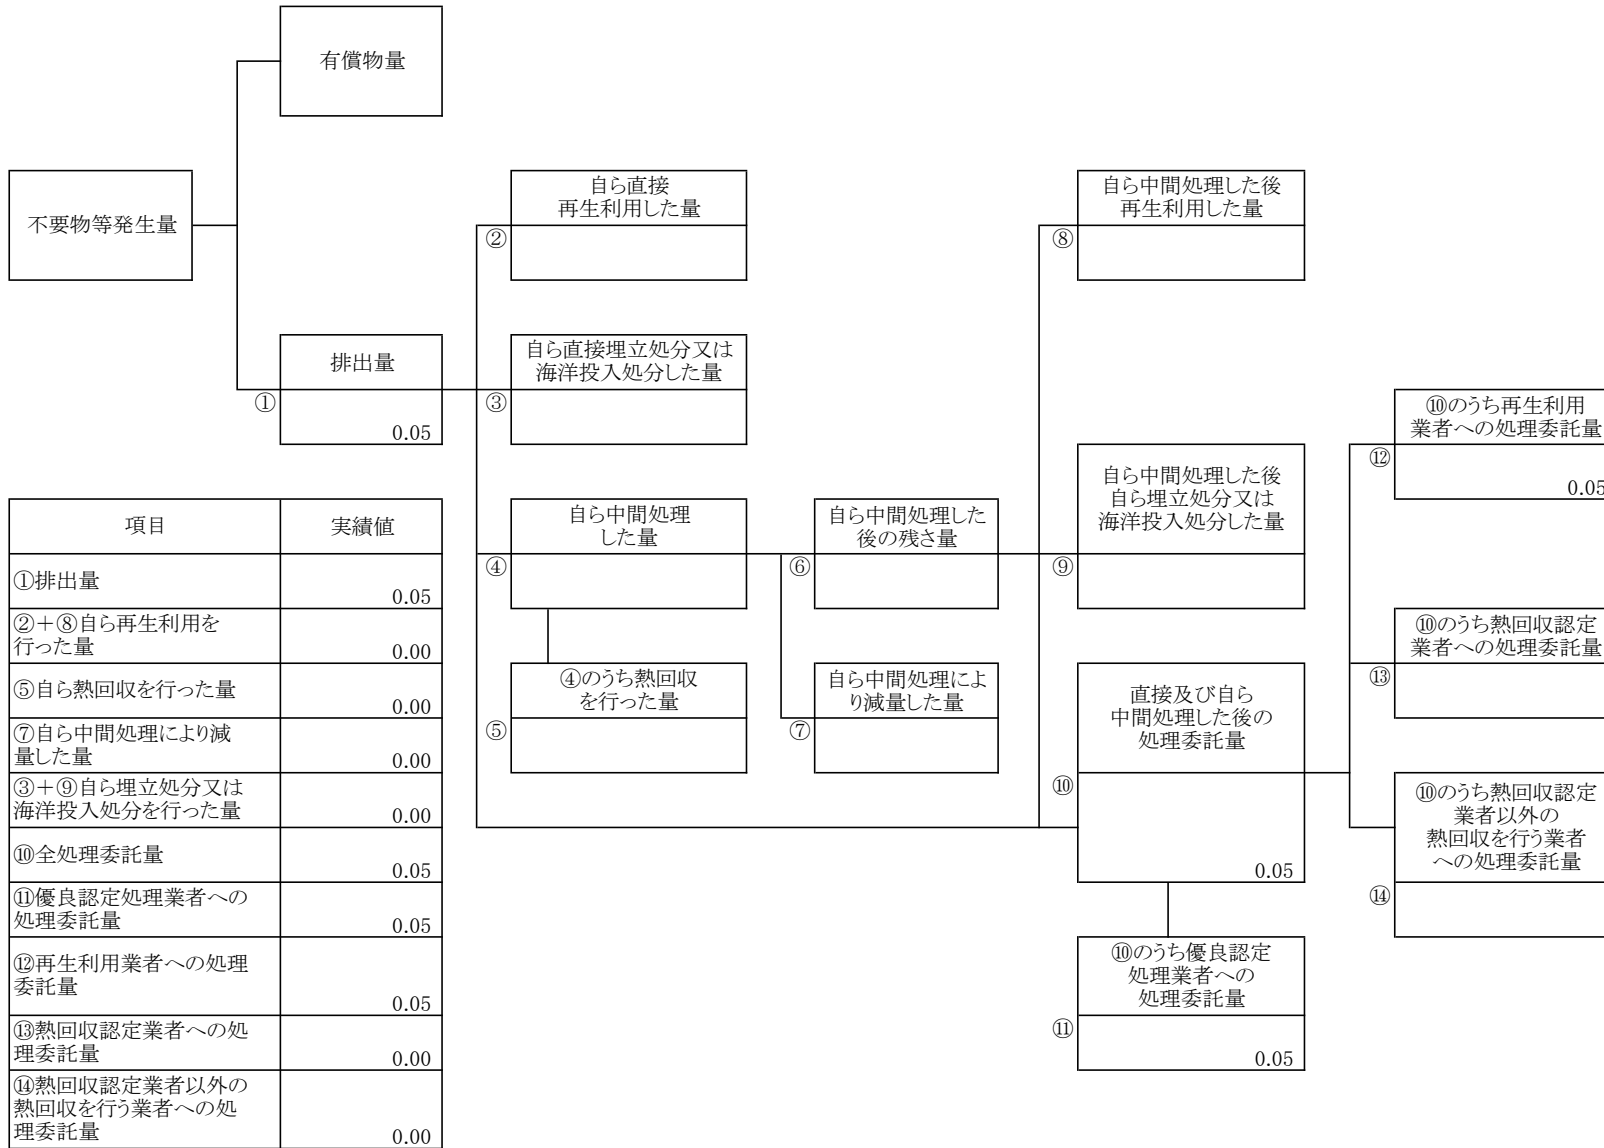 有償物量
不要物等発生量
自ら直接
再生利用した量
②
自ら中間処理した後
再生利用した量
⑧
排出量
①
0.05
自ら直接埋立処分又は
海洋投入処分した量
③
⑩のうち再生利用
業者への処理委託量
⑫
0.05
自ら中間処理
した量
④
自ら中間処理した
後の残さ量
⑥
自ら中間処理した後
自ら埋立処分又は
海洋投入処分した量
⑨
⑩のうち熱回収認定
業者への処理委託量
⑬
④のうち熱回収
を行った量
⑤
自ら中間処理によ
り減量した量
⑦
直接及び自ら
中間処理した後の
処理委託量
⑩
0.05
⑩のうち熱回収認定
業者以外の
熱回収を行う業者
への処理委託量
⑭
⑩のうち優良認定
処理業者への
処理委託量
⑪
0.05
項目 実績値
①排出量 0.05
②+⑧自ら再生利用を
行った量 0.00
⑤自ら熱回収を行った量 0.00
⑦自ら中間処理により減
量した量 0.00
③+⑨自ら埋立処分又は
海洋投入処分を行った量 0.00
⑩全処理委託量 0.05
⑪優良認定処理業者への
処理委託量 0.05
⑫再生利用業者への処理
委託量 0.05
⑬熱回収認定業者への処
理委託量 0.00
⑭熱回収認定業者以外の
熱回収を行う業者への処
理委託量 0.00